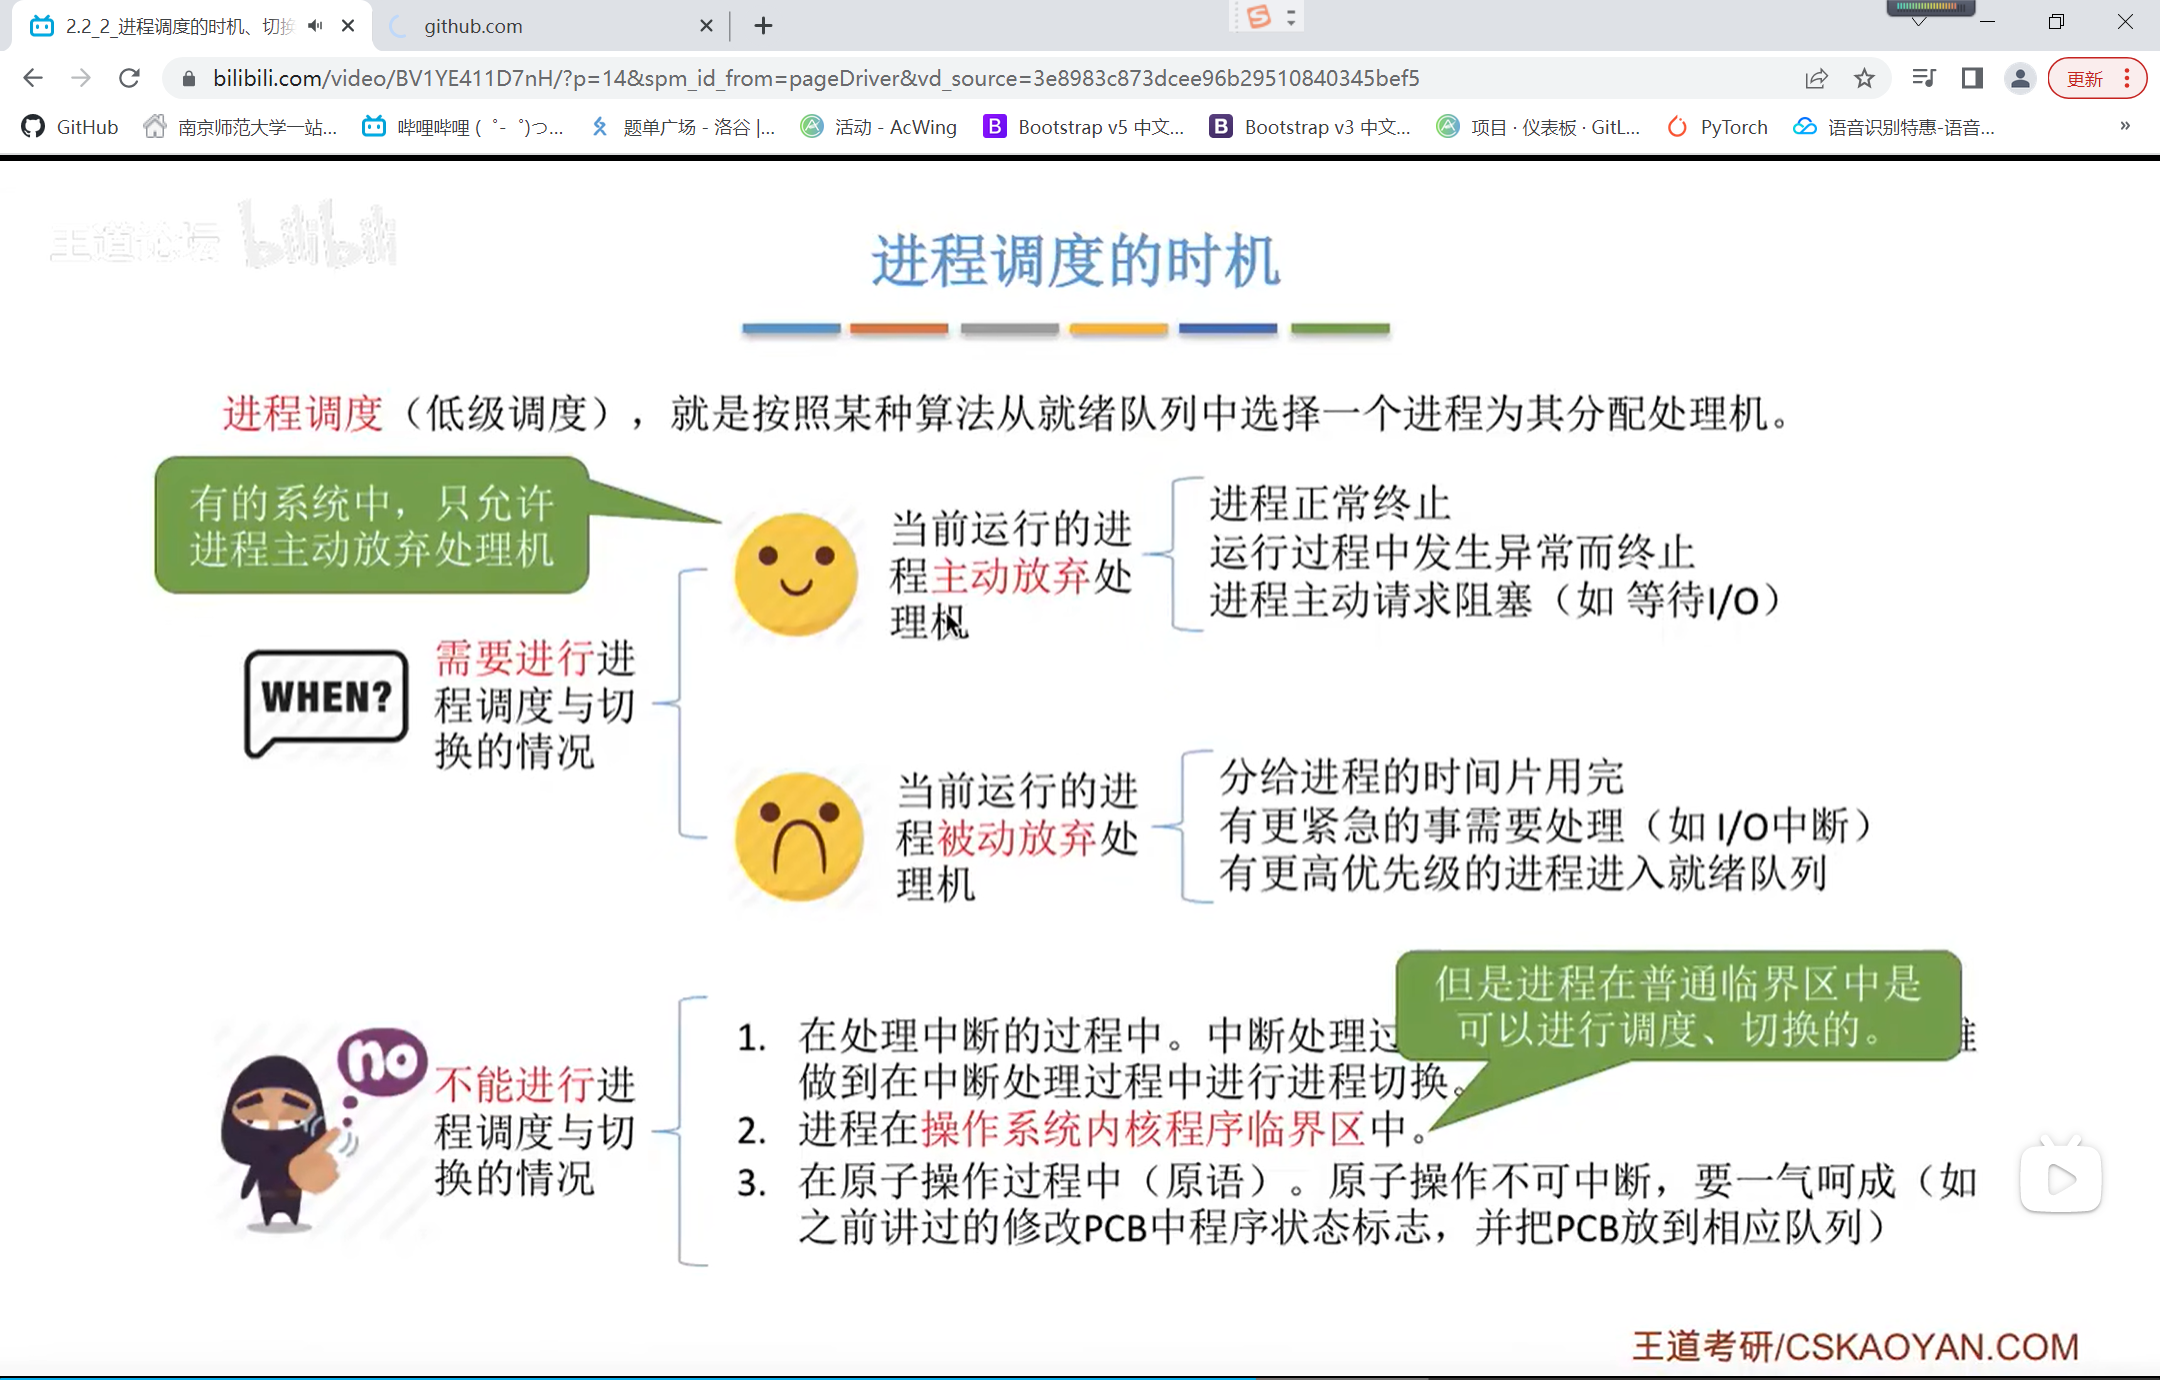 2.2_2_进程调度的时机、切换
github.com
bilibili.com/video/BV1YE411D7nH/?p=14&spm_id_from=pageDriver&vd_source=3e8983c873dcee96b29510840345bef5
更新
GitHub
南京师范大学一站...
哔哩哔哩 (゜-゜)つ...
题单广场 - 洛谷 |...
活动 - AcWing
Bootstrap v5 中文...
Bootstrap v3 中文...
项目 · 仪表板 · GitL...
PyTorch
语音识别特惠-语音...
王道论坛 bilibili
进程调度的时机
进程调度（低级调度），就是按照某种算法从就绪队列中选择一个进程为其分配处理机。
有的系统中，只允许
进程主动放弃处理机
当前运行的进
程主动放弃处
理机
进程正常终止
运行过程中发生异常而终止
进程主动请求阻塞（如 等待I/O）
WHEN?
需要进行进
程调度与切
换的情况
当前运行的进
程被动放弃处
理机
分给进程的时间片用完
有更紧急的事需要处理（如 I/O中断）
有更高优先级的进程进入就绪队列
但是进程在普通临界区中是
可以进行调度、切换的。
no
不能进行进
程调度与切
换的情况
1. 在处理中断的过程中。中断处理过
做到在中断处理过程中进行进程切换。
2. 进程在操作系统内核程序临界区中。
3. 在原子操作过程中（原语）。原子操作不可中断，要一气呵成（如
之前讲过的修改PCB中程序状态标志，并把PCB放到相应队列）
王道考研/CSKAOYAN.COM